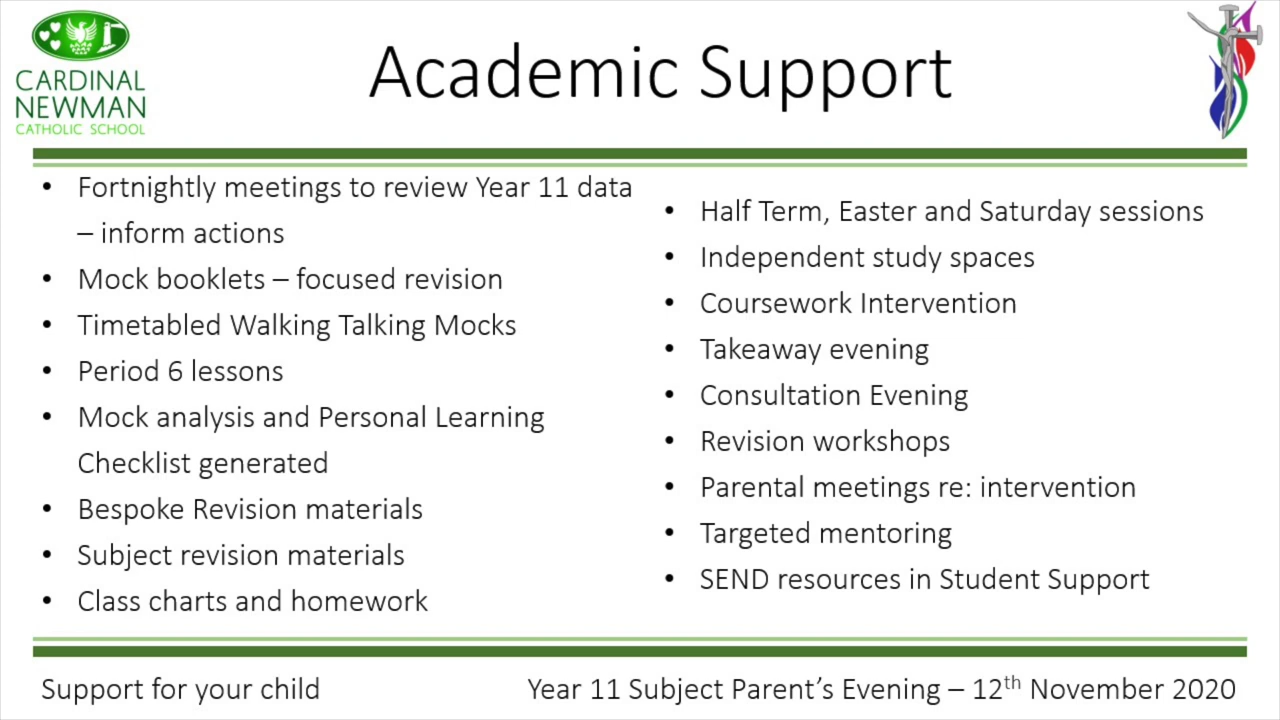 CARDINAL
NEWMAN
CATHOLIC SCHOOL
Academic Support
• Fortnightly meetings to review Year 11 data
– inform actions
• Mock booklets – focused revision
• Timetabled Walking Talking Mocks
• Period 6 lessons
• Mock analysis and Personal Learning
Checklist generated
• Bespoke Revision materials
• Subject revision materials
• Class charts and homework
• Half Term, Easter and Saturday sessions
• Independent study spaces
• Coursework Intervention
• Takeaway evening
• Consultation Evening
• Revision workshops
• Parental meetings re: intervention
• Targeted mentoring
• SEND resources in Student Support
Support for your child
Year 11 Subject Parent’s Evening – 12th November 2020